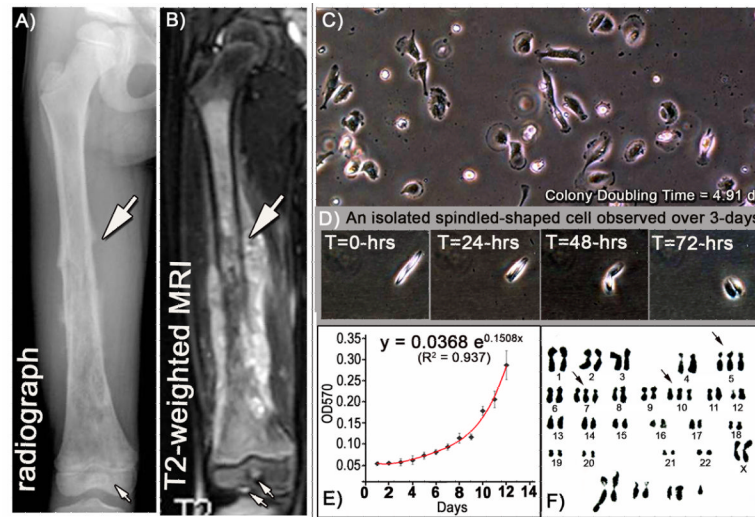 A)
radiograph
B)
T2-weighted MRI
T2
C)
Colony Doubling Time = 4.91 d
D) An isolated spindled-shaped cell observed over 3-days
T=0-hrs T=24-hrs T=48-hrs T=72-hrs
y = 0.0368 e^0.1508x
(R² = 0.937)
OD570
0.35
0.30
0.25
0.20
0.15
0.10
0.05
0 2 4 6 8 10 12 14
Days
E)
1 2 3 4 5
6 7 8 9 10 11 12
13 14 15 16 17 18
19 20 21 22 X
F)